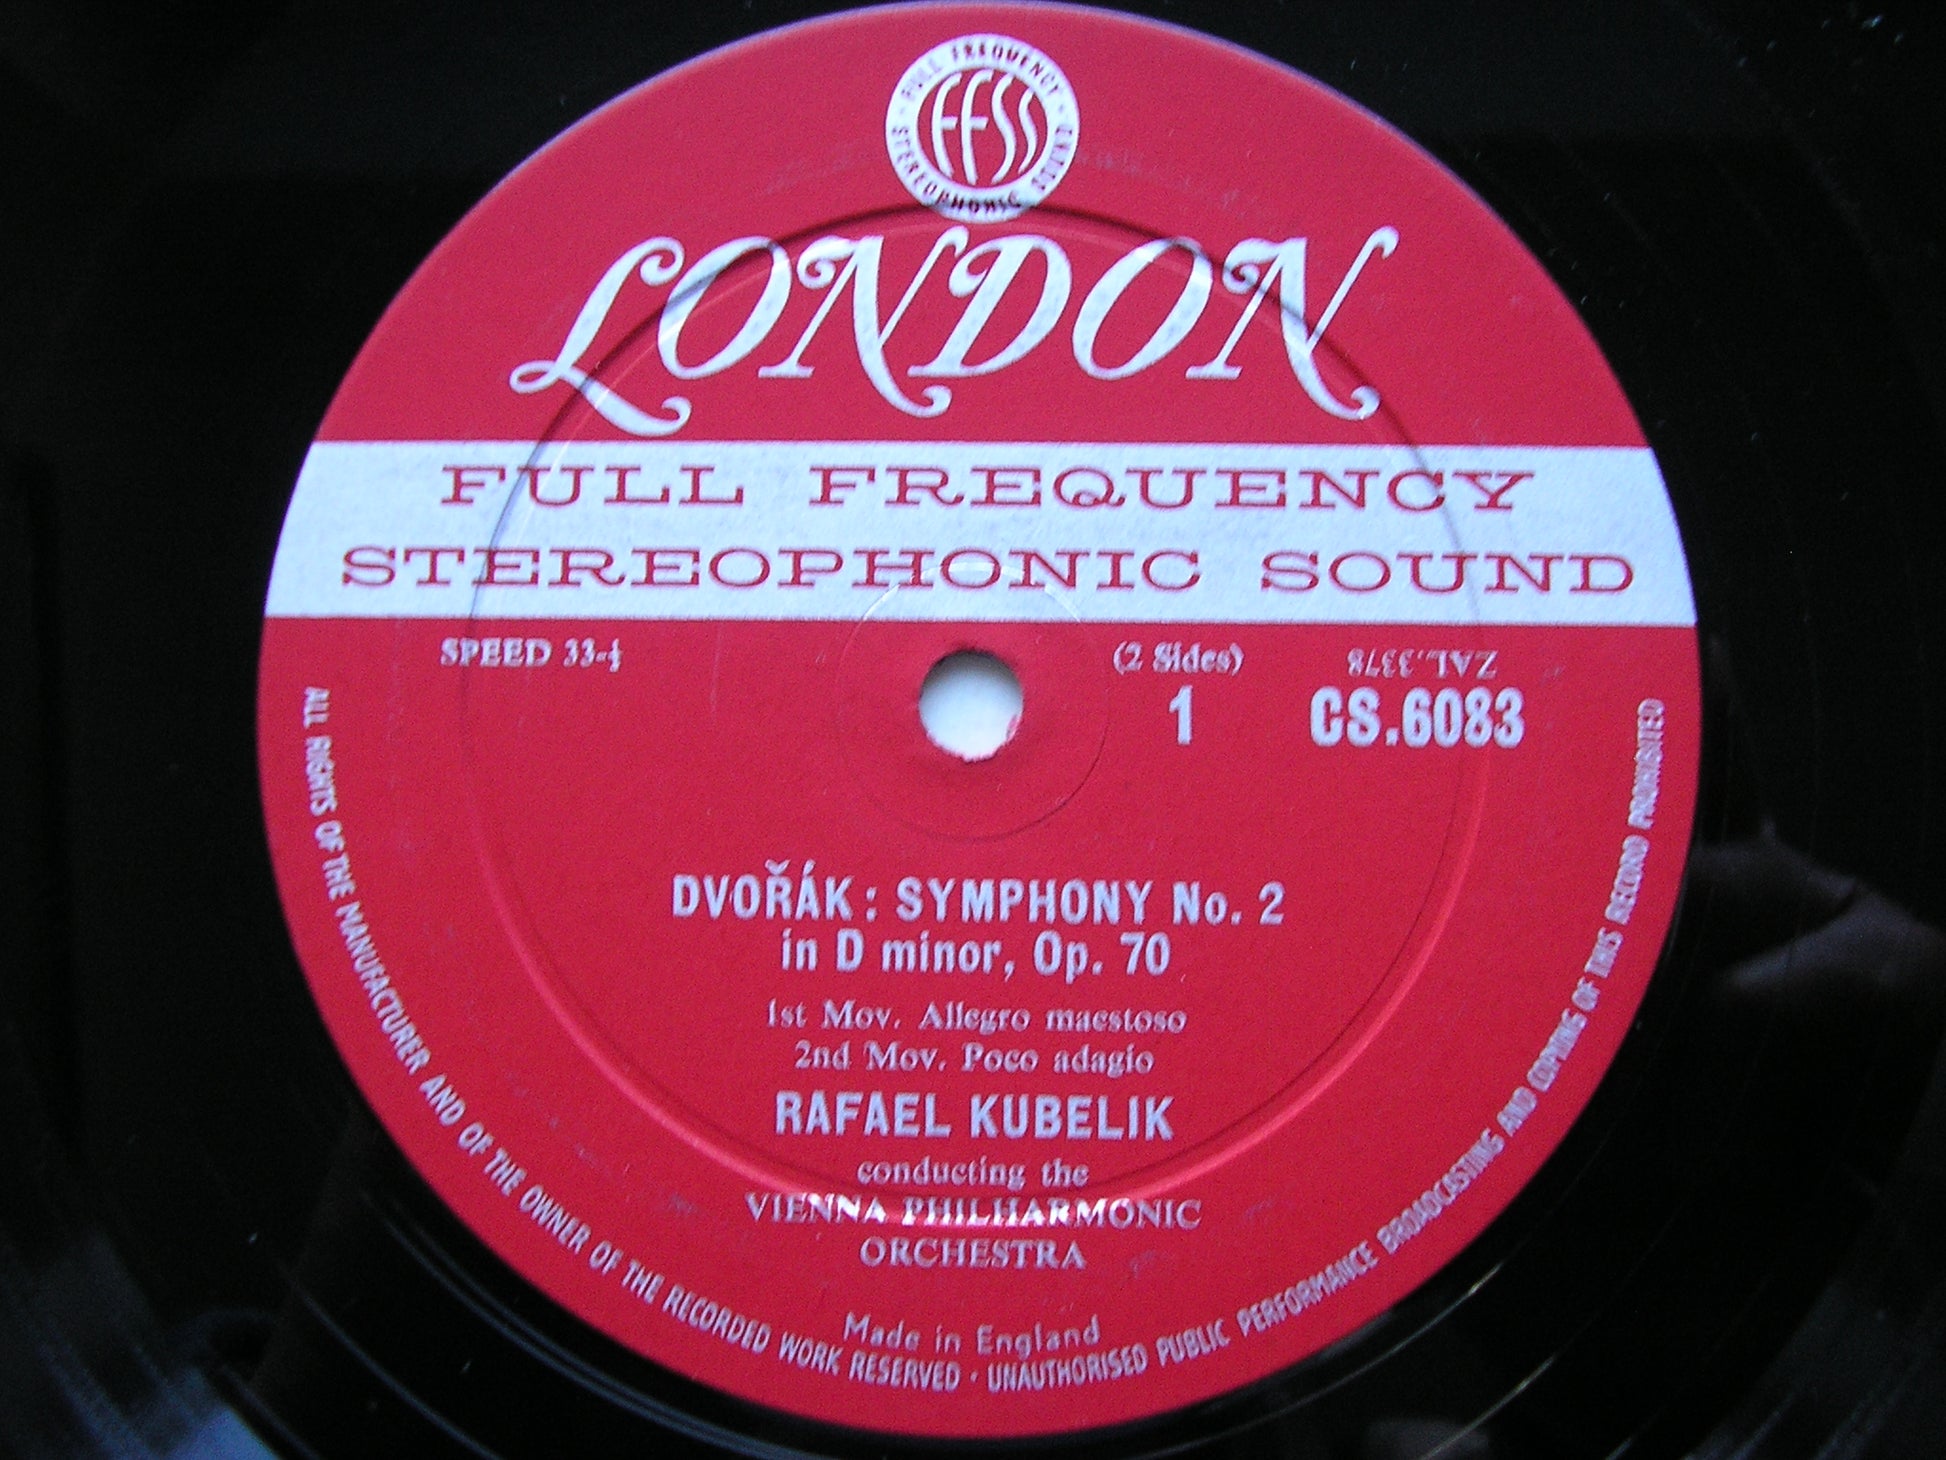 FULL FREQUENCY
STEREOPHONIC SOUND
FFSS
LONDON
FULL FREQUENCY
STEREOPHONIC SOUND
SPEED 33-⅓
(2 Sides)
ZAL.3378
1
CS.6083
DVOŘÁK: SYMPHONY No. 2
in D minor, Op. 70
1st Mov. Allegro maestoso
2nd Mov. Poco adagio
RAFAEL KUBELIK
conducting the
VIENNA PHILHARMONIC
ORCHESTRA
Made in England
ALL RIGHTS OF THE MANUFACTURER AND OF THE OWNER OF THE RECORDED WORK RESERVED · UNAUTHORISED PUBLIC PERFORMANCE BROADCASTING AND COPYING OF THIS RECORD PROHIBITED